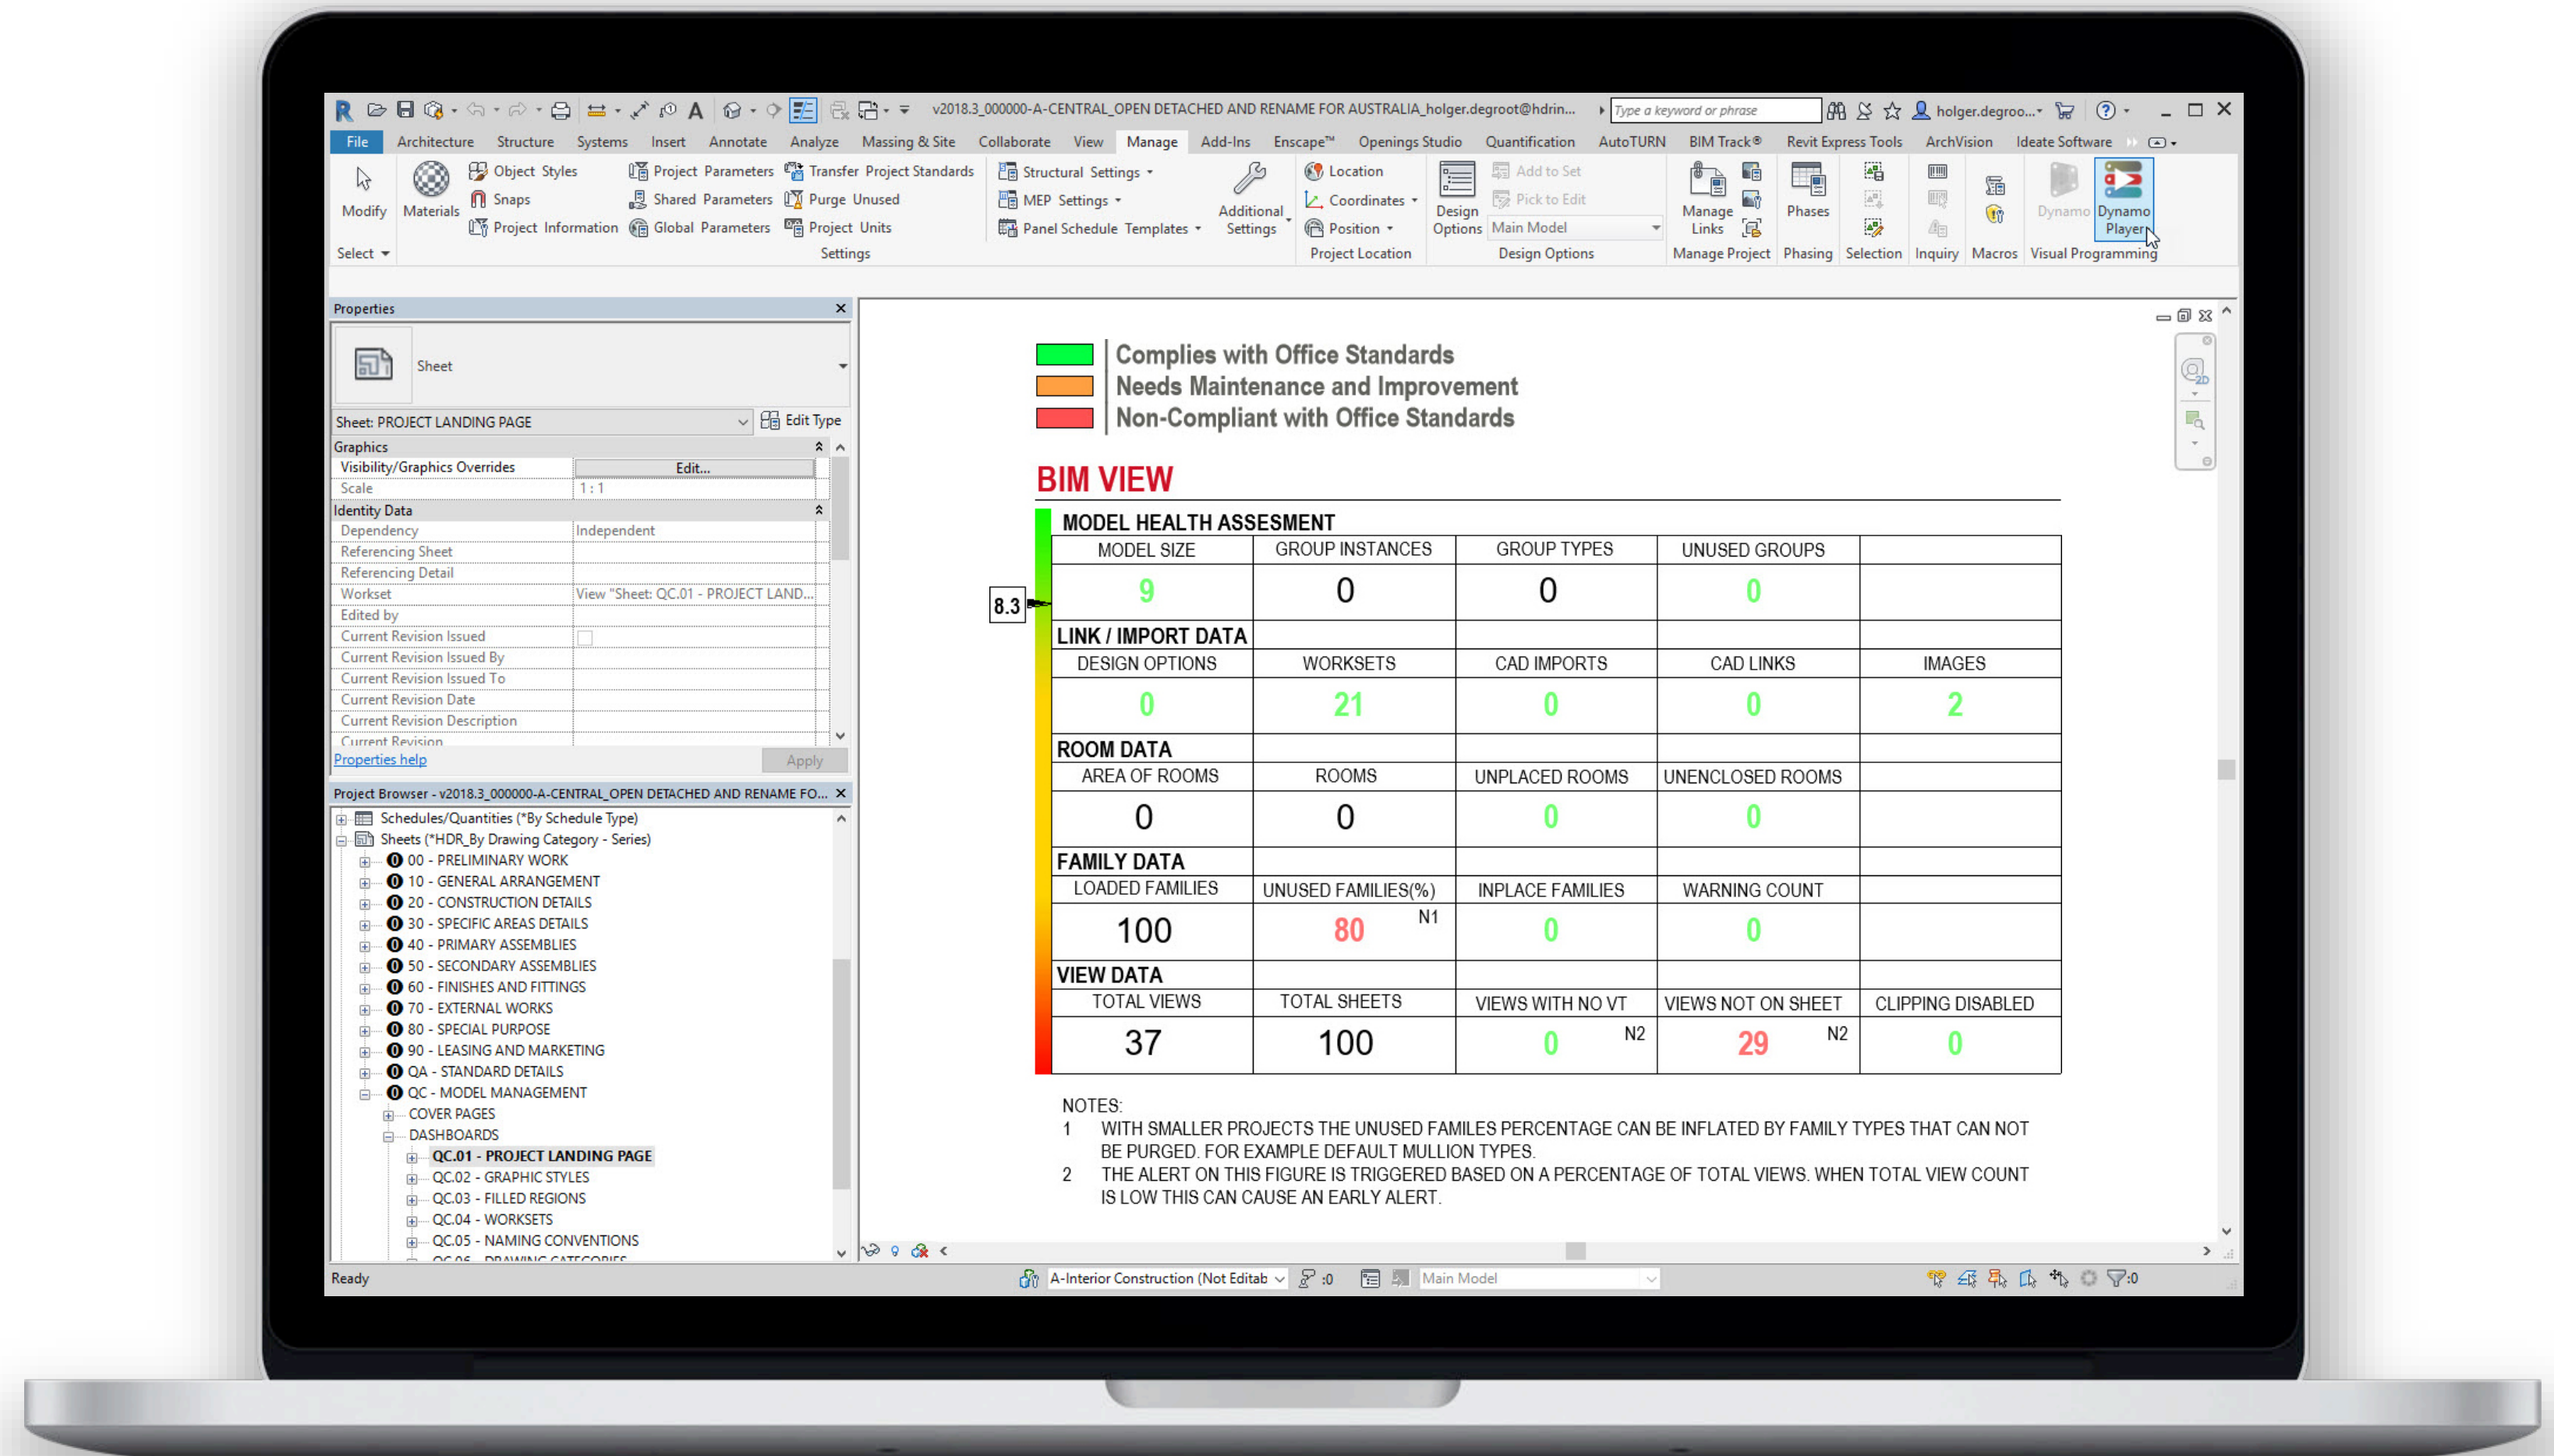 v2018.3_000000-A-CENTRAL_OPEN DETACHED AND RENAME FOR AUSTRALIA_holger.degroot@hdrin...
Type a keyword or phrase
holger.degroo...
File Architecture Structure Systems Insert Annotate Analyze Massing & Site Collaborate View Manage Add-Ins Enscape™ Openings Studio Quantification AutoTURN BIM Track® Revit Express Tools ArchVision Ideate Software
Modify
Materials
Object Styles
Snaps
Project Information
Project Parameters
Shared Parameters
Global Parameters
Transfer Project Standards
Purge Unused
Project Units
Structural Settings
MEP Settings
Panel Schedule Templates
Additional
Settings
Location
Coordinates
Position
Design
Options
Add to Set
Pick to Edit
Main Model
Manage
Links
Phases
Dynamo
Dynamo
Player
Select Settings Project Location Design Options Manage Project Phasing Selection Inquiry Macros Visual Programming
Properties
Sheet
Sheet: PROJECT LANDING PAGE Edit Type
Graphics
Visibility/Graphics Overrides Edit...
Scale 1 : 1
Identity Data
Dependency Independent
Referencing Sheet
Referencing Detail
Workset View "Sheet: QC.01 - PROJECT LAND...
Edited by
Current Revision Issued
Current Revision Issued By
Current Revision Issued To
Current Revision Date
Current Revision Description
Current Revision
Properties help Apply
Project Browser - v2018.3_000000-A-CENTRAL_OPEN DETACHED AND RENAME FO...
Schedules/Quantities (*By Schedule Type)
Sheets (*HDR_By Drawing Category - Series)
00 - PRELIMINARY WORK
10 - GENERAL ARRANGEMENT
20 - CONSTRUCTION DETAILS
30 - SPECIFIC AREAS DETAILS
40 - PRIMARY ASSEMBLIES
50 - SECONDARY ASSEMBLIES
60 - FINISHES AND FITTINGS
70 - EXTERNAL WORKS
80 - SPECIAL PURPOSE
90 - LEASING AND MARKETING
QA - STANDARD DETAILS
QC - MODEL MANAGEMENT
COVER PAGES
DASHBOARDS
QC.01 - PROJECT LANDING PAGE
QC.02 - GRAPHIC STYLES
QC.03 - FILLED REGIONS
QC.04 - WORKSETS
QC.05 - NAMING CONVENTIONS
QC.06 - DRAWING CATEGORIES
Complies with Office Standards
Needs Maintenance and Improvement
Non-Compliant with Office Standards
2D
BIM VIEW
8.3
MODEL HEALTH ASSESMENT
MODEL SIZE GROUP INSTANCES GROUP TYPES UNUSED GROUPS
9 0 0 0
LINK / IMPORT DATA
DESIGN OPTIONS WORKSETS CAD IMPORTS CAD LINKS IMAGES
0 21 0 0 2
ROOM DATA
AREA OF ROOMS ROOMS UNPLACED ROOMS UNENCLOSED ROOMS
0 0 0 0
FAMILY DATA
LOADED FAMILIES UNUSED FAMILIES(%) INPLACE FAMILIES WARNING COUNT
100 80 N1 0 0
VIEW DATA
TOTAL VIEWS TOTAL SHEETS VIEWS WITH NO VT VIEWS NOT ON SHEET CLIPPING DISABLED
37 100 0 N2 29 N2 0
NOTES:
1 WITH SMALLER PROJECTS THE UNUSED FAMILES PERCENTAGE CAN BE INFLATED BY FAMILY TYPES THAT CAN NOT
BE PURGED. FOR EXAMPLE DEFAULT MULLION TYPES.
2 THE ALERT ON THIS FIGURE IS TRIGGERED BASED ON A PERCENTAGE OF TOTAL VIEWS. WHEN TOTAL VIEW COUNT
IS LOW THIS CAN CAUSE AN EARLY ALERT.
Ready A-Interior Construction (Not Editab :0 Main Model :0